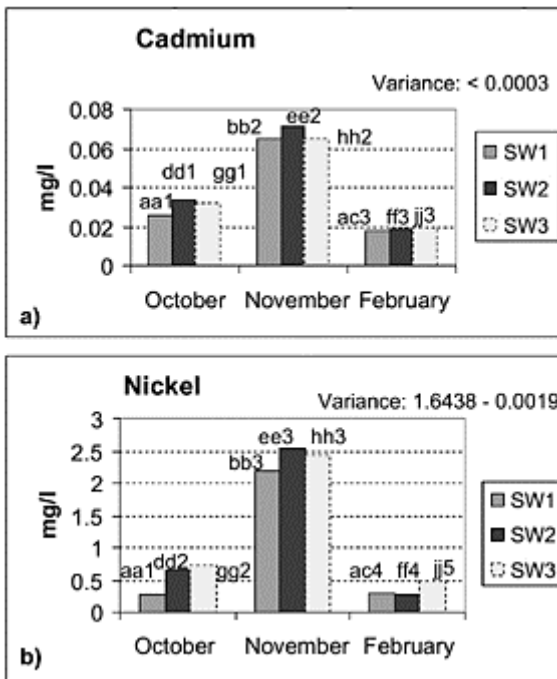 Cadmium
Variance: < 0.0003
0.08
0.06
0.04
0.02
0
mg/l
aa1
dd1
gg1
bb2
ee2
hh2
ac3
ff3
jj3
October
November
February
SW1
SW2
SW3
a)
Nickel
Variance: 1.6438 - 0.0019
3
2.5
2
1.5
1
0.5
0
mg/l
aa1
dd2
gg2
bb3
ee3
hh3
ac4
ff4
jj5
October
November
February
SW1
SW2
SW3
b)